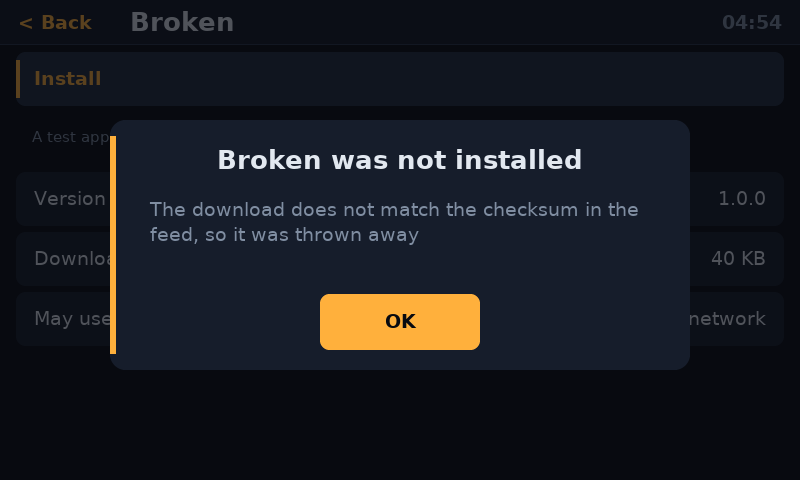 < Back Broken 04:54
Install
A test app
Broken was not installed
Version 1.0.0
The download does not match the checksum in the
feed, so it was thrown away
40 KB
May use network
OK